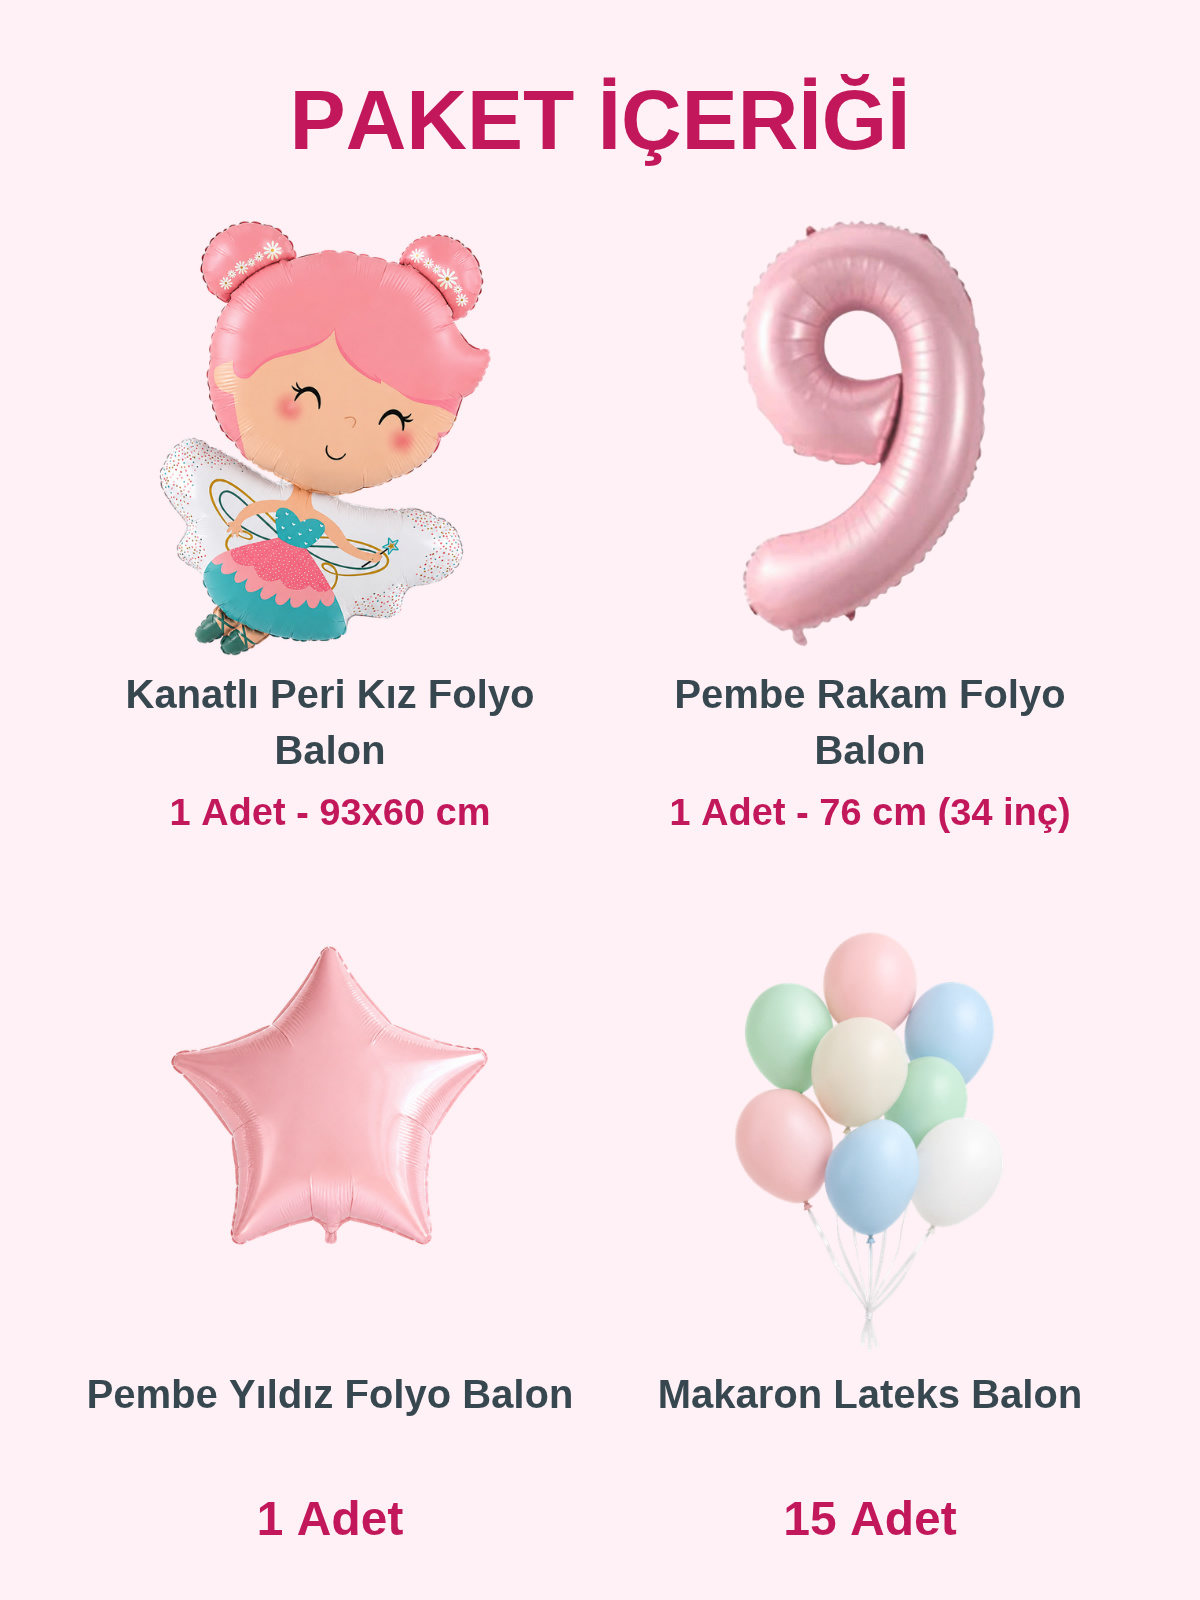 PAKET İÇERİĞİ
Kanatlı Peri Kız Folyo
Balon
1 Adet - 93x60 cm
Pembe Rakam Folyo
Balon
1 Adet - 76 cm (34 inç)
Pembe Yıldız Folyo Balon
1 Adet
Makaron Lateks Balon
15 Adet